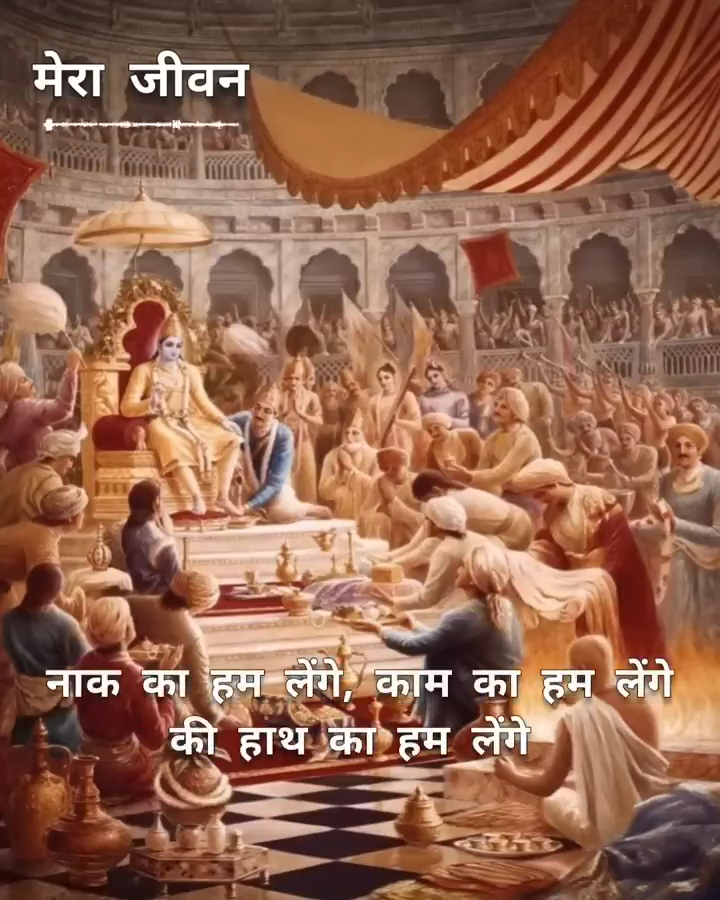 मेरा जीवन
नाक का हम लेंगे, काम का हम लेंगे
की हाथ का हम लेंगे